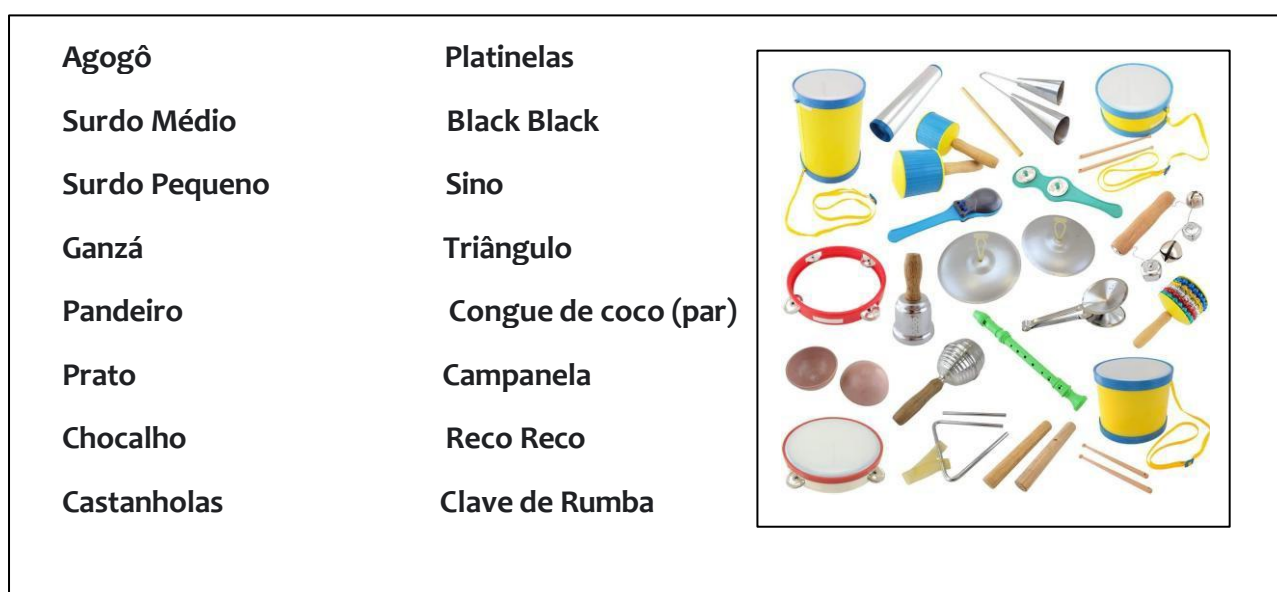 Agogô Platinelas
Surdo Médio Black Black
Surdo Pequeno Sino
Ganzá Triângulo
Pandeiro Congue de coco (par)
Prato Campanela
Chocalho Reco Reco
Castanholas Clave de Rumba